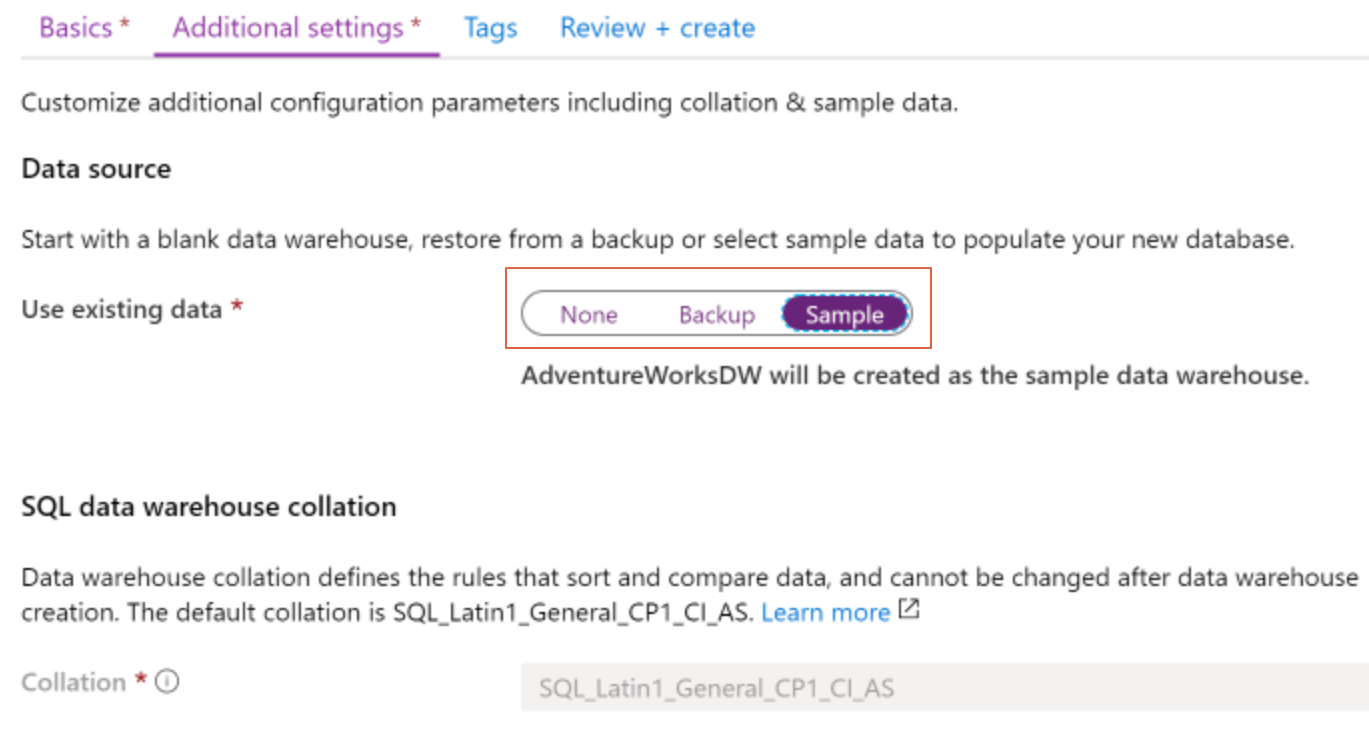 Basics * Additional settings * Tags Review + create
Customize additional configuration parameters including collation & sample data.
Data source
Start with a blank data warehouse, restore from a backup or select sample data to populate your new database.
Use existing data * None Backup Sample
AdventureWorksDW will be created as the sample data warehouse.
SQL data warehouse collation
Data warehouse collation defines the rules that sort and compare data, and cannot be changed after data warehouse
creation. The default collation is SQL_Latin1_General_CP1_CI_AS. Learn more
Collation * SQL_Latin1_General_CP1_CI_AS